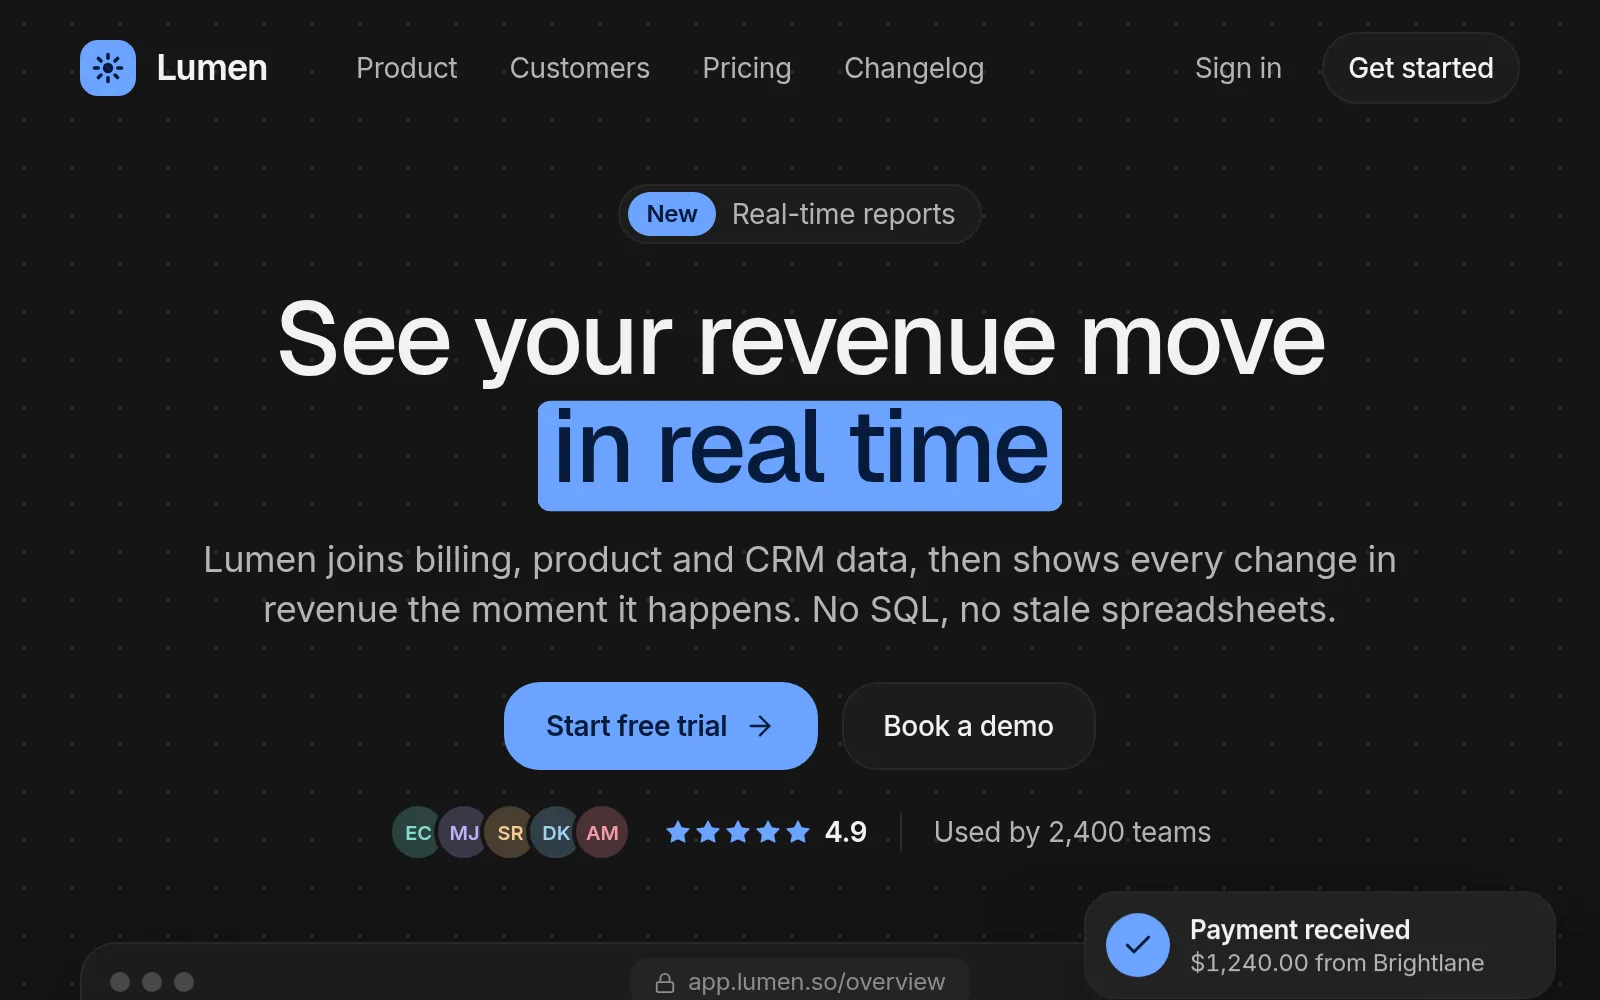 Lumen
Product
Customers
Pricing
Changelog
Sign in
Get started
New Real-time reports
See your revenue move
in real time
Lumen joins billing, product and CRM data, then shows every change in
revenue the moment it happens. No SQL, no stale spreadsheets.
Start free trial
Book a demo
EC MJ SR DK AM
4.9
Used by 2,400 teams
Payment received
$1,240.00 from Brightlane
app.lumen.so/overview